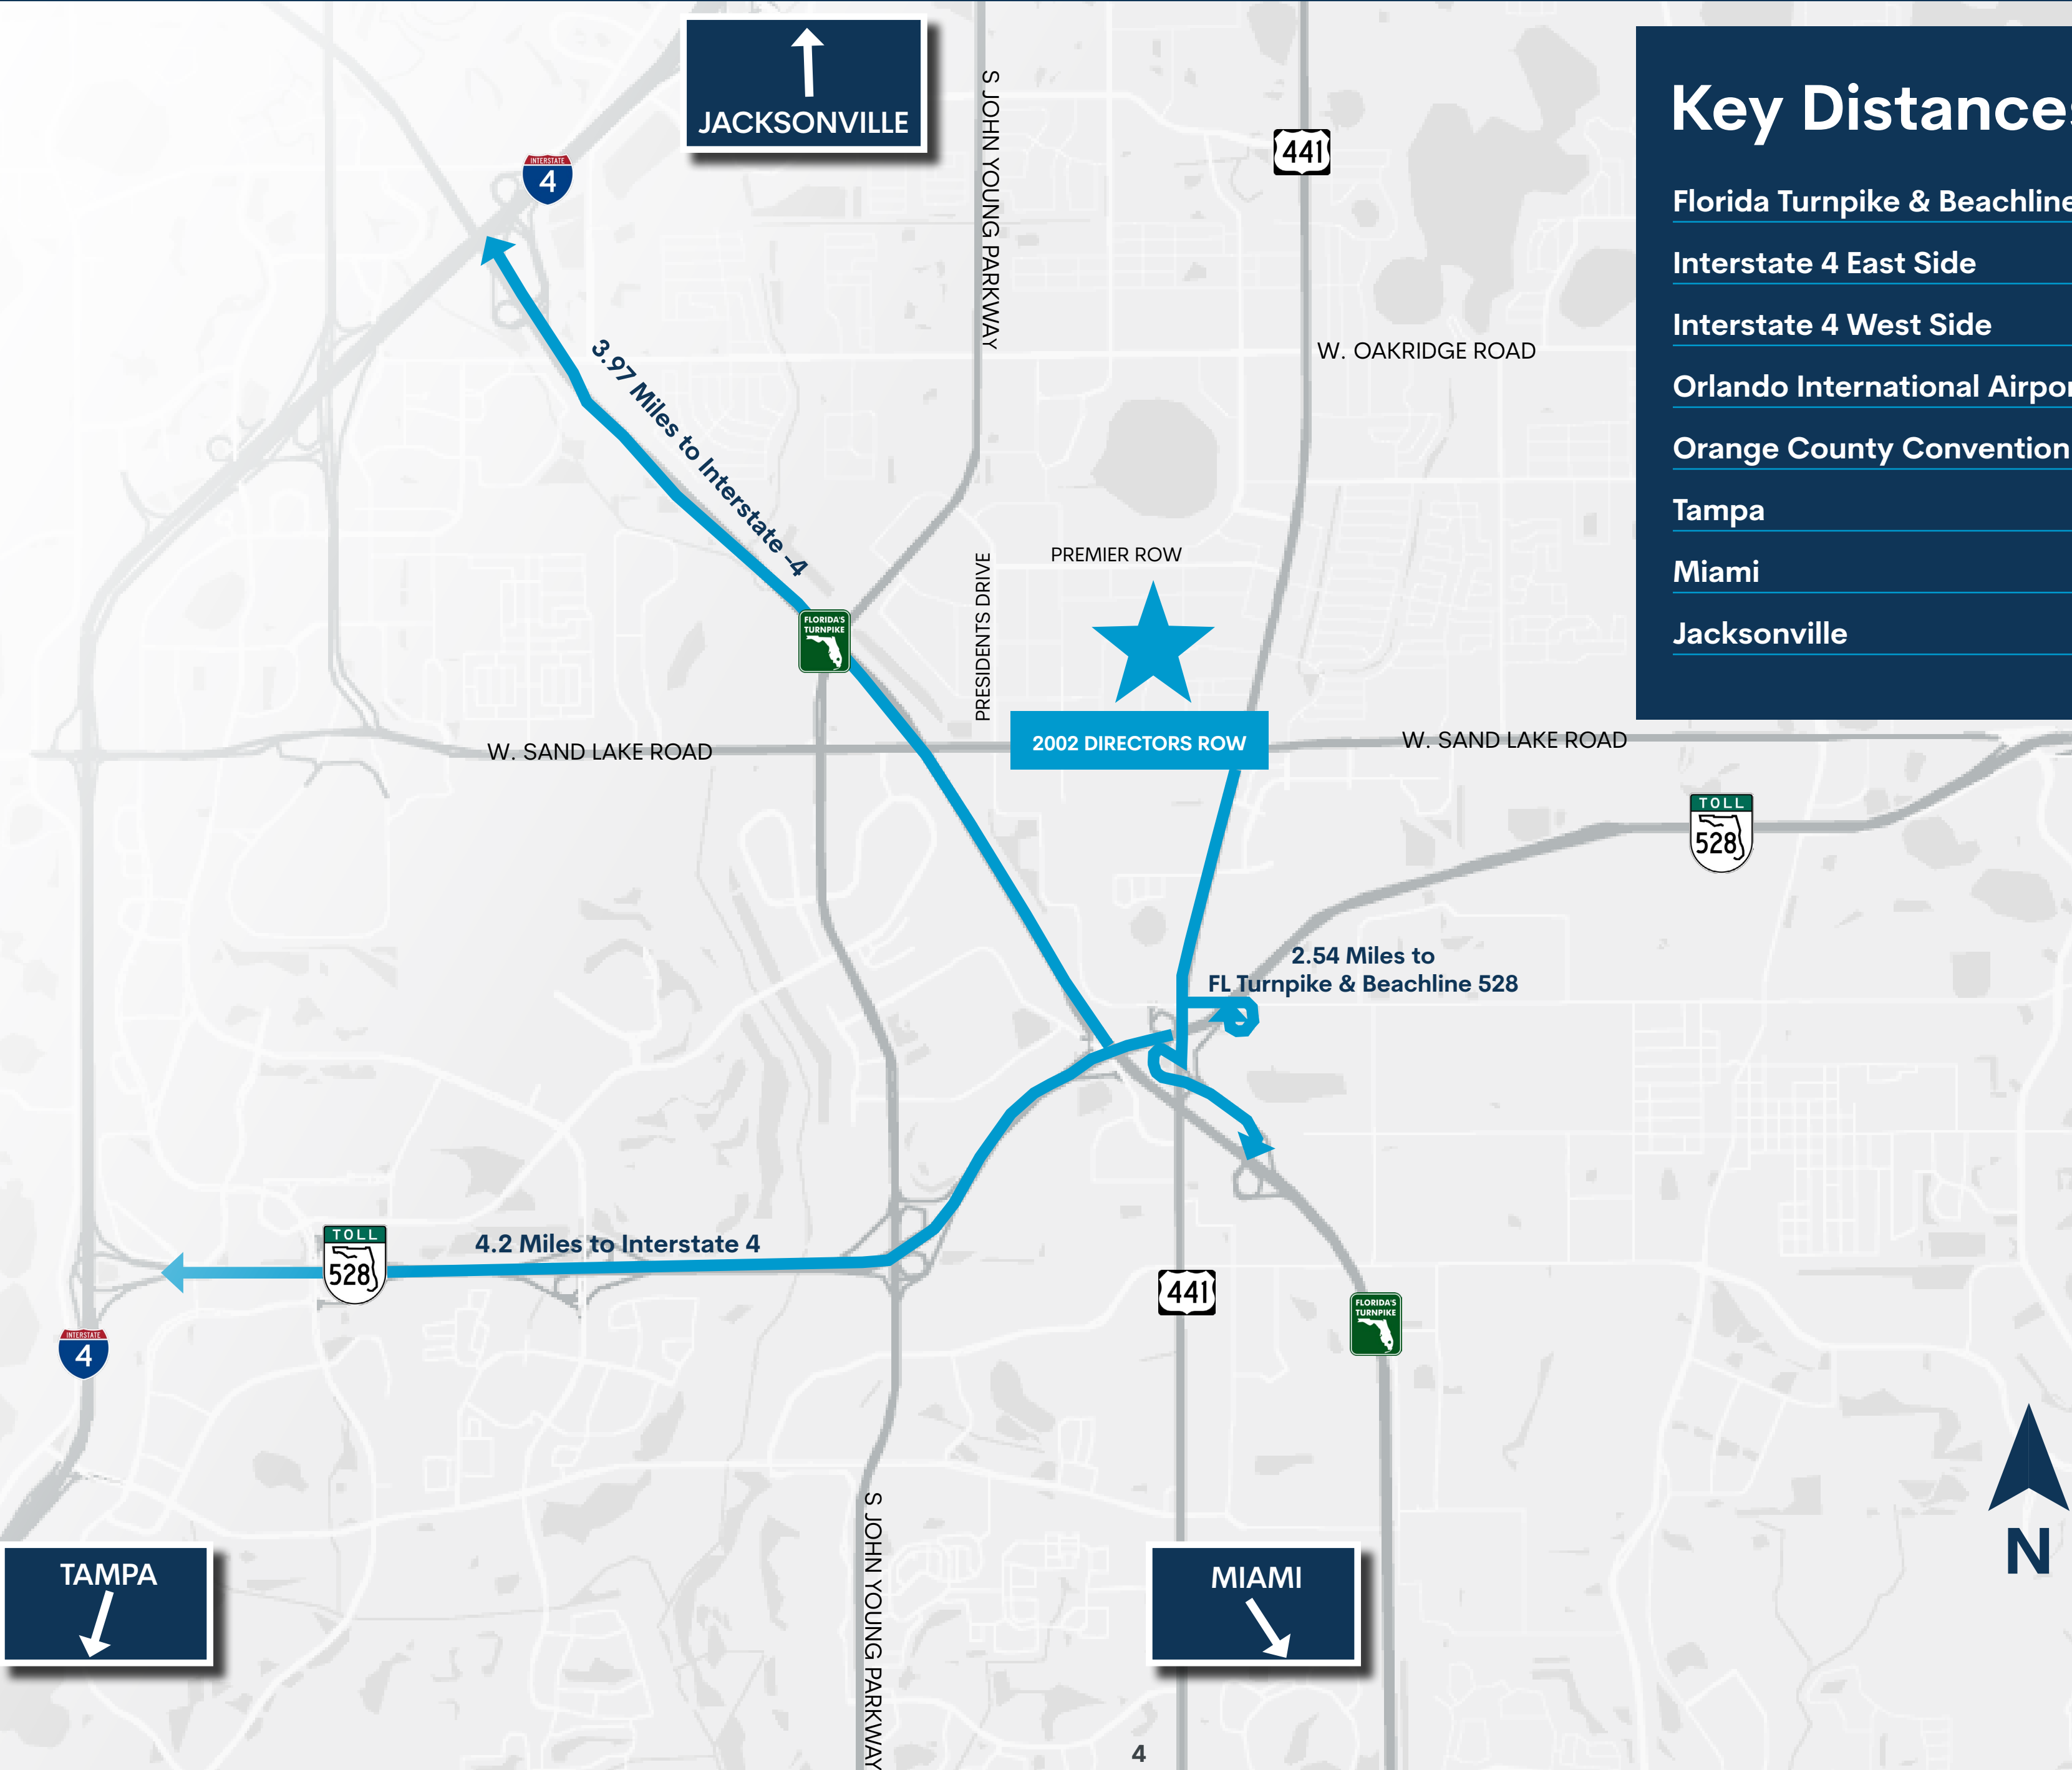 JACKSONVILLE
S JOHN YOUNG PARKWAY
441
INTERSTATE
4
Key Distances
Florida Turnpike & Beachline
Interstate 4 East Side
Interstate 4 West Side
Orlando International Airpor
Orange County Convention
Tampa
Miami
Jacksonville
W. OAKRIDGE ROAD
3.97 Miles to Interstate -4
PREMIER ROW
PRESIDENTS DRIVE
FLORIDA'S
TURNPIKE
2002 DIRECTORS ROW
W. SAND LAKE ROAD
W. SAND LAKE ROAD
TOLL
528
2.54 Miles to
FL Turnpike & Beachline 528
4.2 Miles to Interstate 4
TOLL
528
441
FLORIDA'S
TURNPIKE
INTERSTATE
4
S JOHN YOUNG PARKWAY
TAMPA
MIAMI
N
4